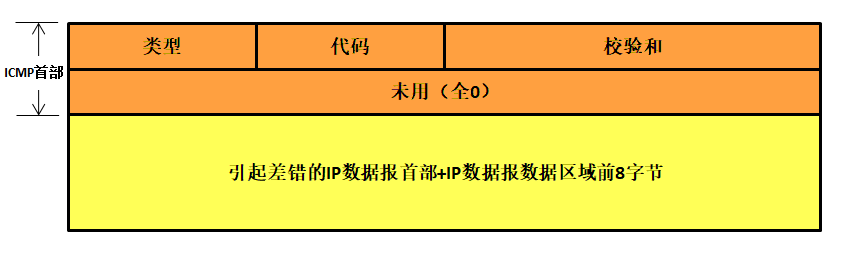 类型
代码
校验和
ICMP首部
未用（全0）
引起差错的IP数据报首部+IP数据报数据区域前8字节